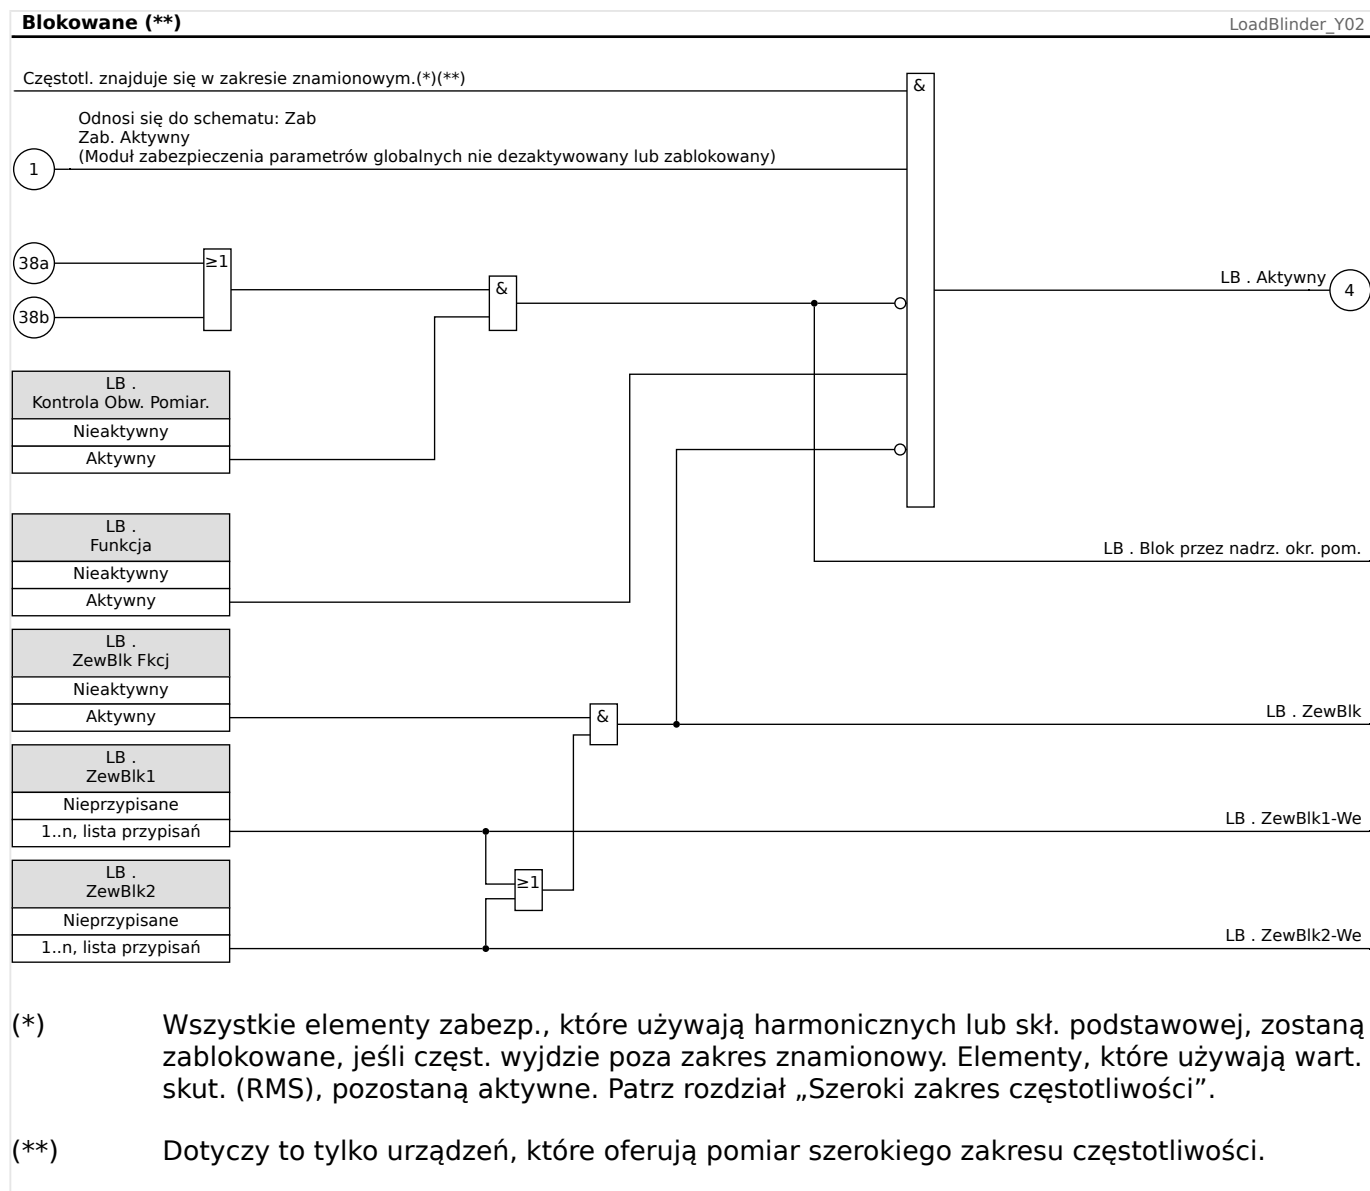 Blokowane (**)
LoadBlinder_Y02
Częstotl. znajduje się w zakresie znamionowym.(*)(**)
&
Odnosi się do schematu: Zab
Zab. Aktywny
(Moduł zabezpieczenia parametrów globalnych nie dezaktywowany lub zablokowany)
1
38a
≥1
38b
&
LB . Aktywny
4
LB .
Kontrola Obw. Pomiar.
Nieaktywny
Aktywny
LB .
Funkcja
Nieaktywny
Aktywny
LB . Blok przez nadrz. okr. pom.
LB .
ZewBlk Fkcj
Nieaktywny
Aktywny
&
LB . ZewBlk
LB .
ZewBlk1
Nieprzypisane
1..n, lista przypisań
LB . ZewBlk1-We
≥1
LB .
ZewBlk2
Nieprzypisane
1..n, lista przypisań
LB . ZewBlk2-We
(*) Wszystkie elementy zabezp., które używają harmonicznych lub skł. podstawowej, zostaną
zablokowane, jeśli częst. wyjdzie poza zakres znamionowy. Elementy, które używają wart.
skut. (RMS), pozostaną aktywne. Patrz rozdział „Szeroki zakres częstotliwości”.
(**) Dotyczy to tylko urządzeń, które oferują pomiar szerokiego zakresu częstotliwości.